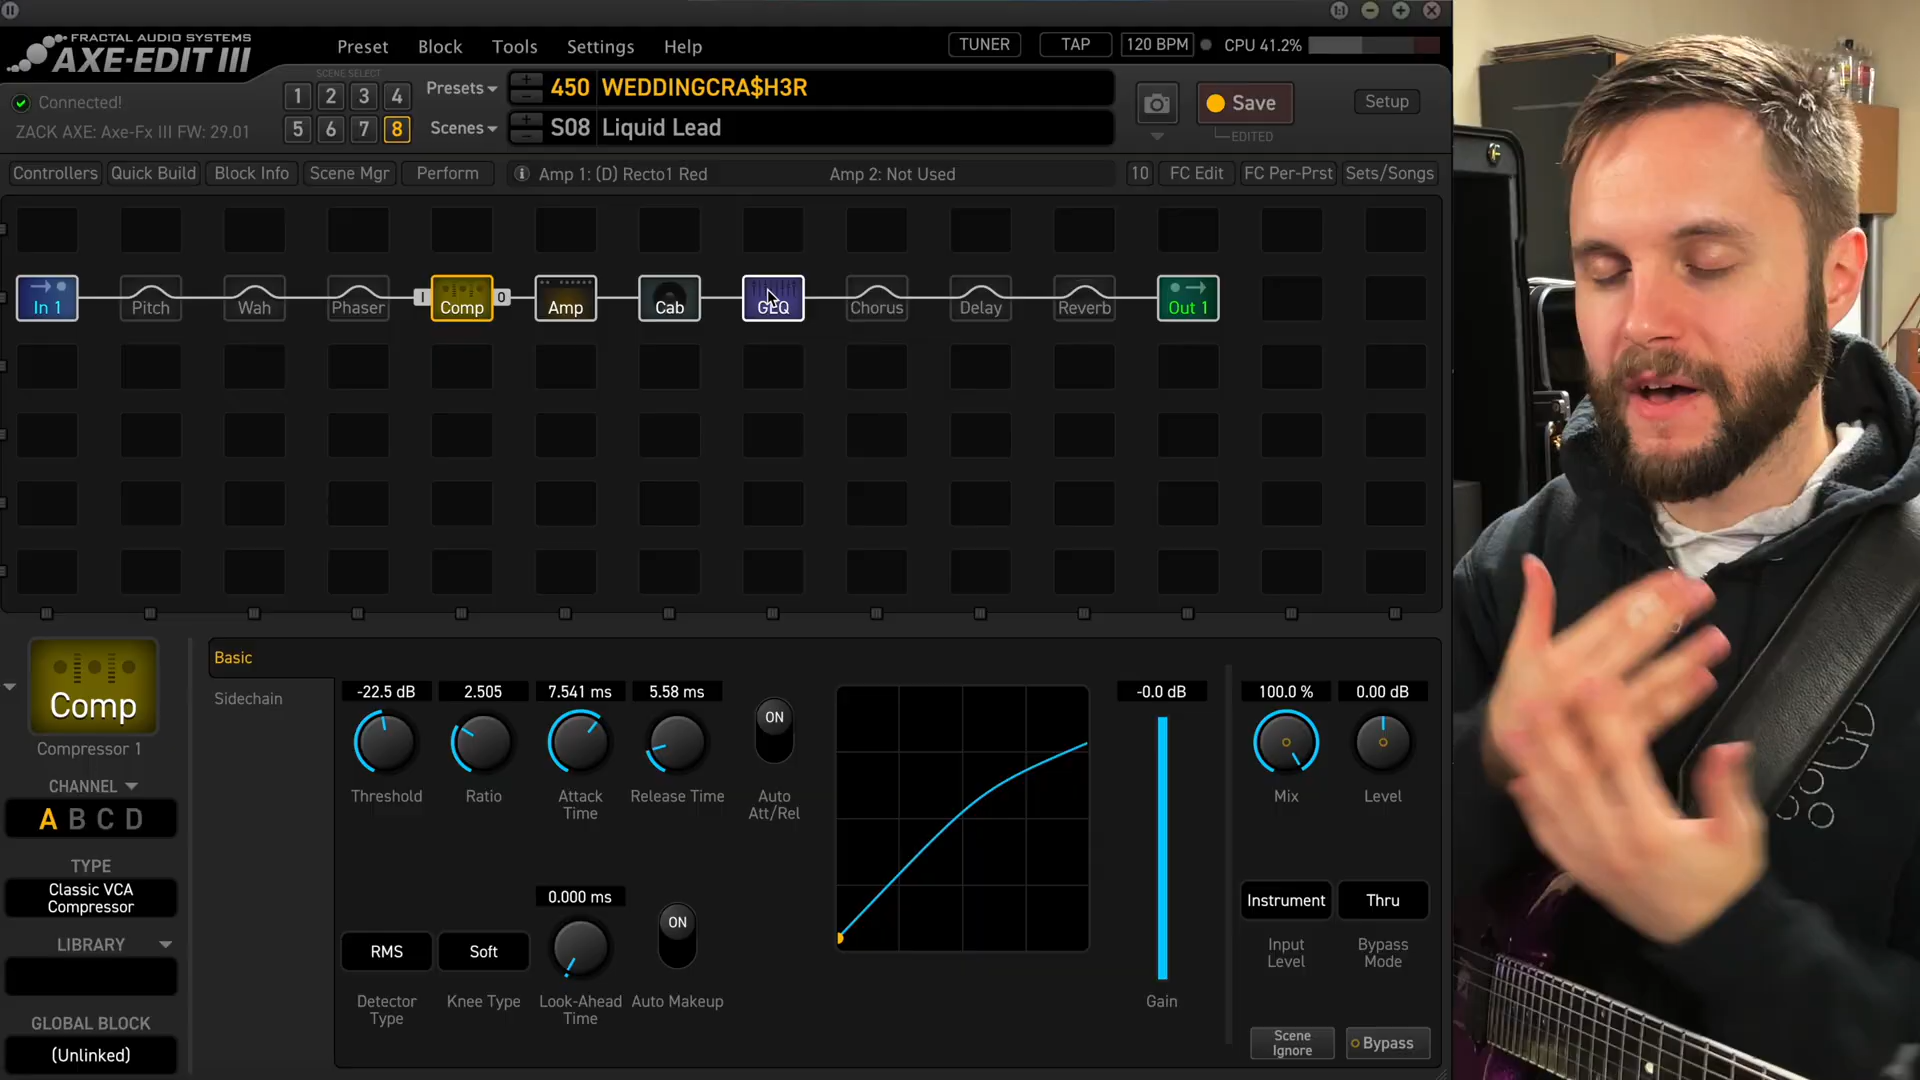 FRACTAL AUDIO SYSTEMS
AXE-EDIT III
Preset Block Tools Settings Help
TUNER TAP 120 BPM CPU 41.2%
Connected!
ZACK AXE: Axe-Fx III FW: 29.01
SCENE SELECT
1 2 3 4
5 6 7 8
Presets 450 WEDDINGCRA$H3R
Scenes S08 Liquid Lead
Save
EDITED
Setup
Controllers Quick Build Block Info Scene Mgr Perform
Amp 1: (D) Recto1 Red Amp 2: Not Used
10 FC Edit FC Per-Prst Sets/Songs
In 1 Pitch Wah Phaser I Comp O Amp Cab GEQ Chorus Delay Reverb Out 1
Comp
Compressor 1
CHANNEL
A B C D
TYPE
Classic VCA
Compressor
LIBRARY
GLOBAL BLOCK
(Unlinked)
Basic
Sidechain
-22.5 dB 2.505 7.541 ms 5.58 ms ON -0.0 dB 100.0 % 0.00 dB
Threshold Ratio Attack
Time Release Time Auto
Att/Rel Mix Level
0.000 ms ON
RMS Soft Instrument Thru
Detector
Type Knee Type Look-Ahead
Time Auto Makeup Gain Input
Level Bypass
Mode
Scene
Ignore Bypass